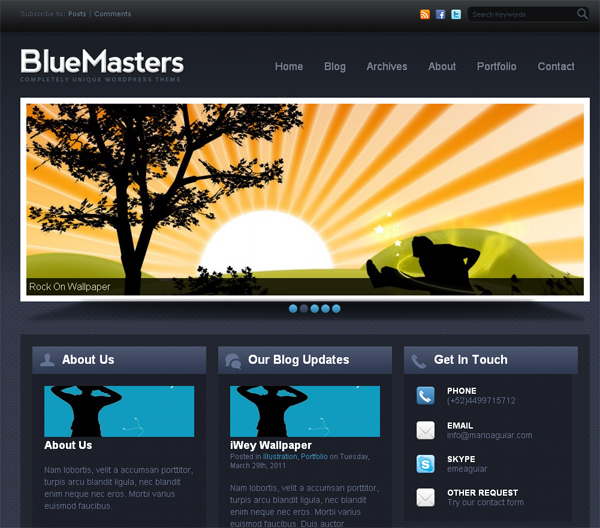 Subscribe to: Posts | Comments
Search Keywords
BlueMasters
COMPLETELY UNIQUE WORDPRESS THEME
Home Blog Archives About Portfolio Contact
Rock On Wallpaper
About Us
About Us
Nam lobortis, velit a accumsan porttitor,
turpis arcu blandit ligula, nec blandit
enim neque nec eros. Morbi varius
euismod faucibus.
Our Blog Updates
iWey Wallpaper
Posted in Illustration, Portfolio on Tuesday,
March 29th, 2011
Nam lobortis, velit a accumsan porttitor,
turpis arcu blandit ligula, nec blandit
enim neque nec eros. Morbi varius
euismod faucibus. Duis auctor
Get In Touch
PHONE
(+52)4499715712
EMAIL
info@marioaguiar.com
SKYPE
emeaguiar
OTHER REQUEST
Try our contact form